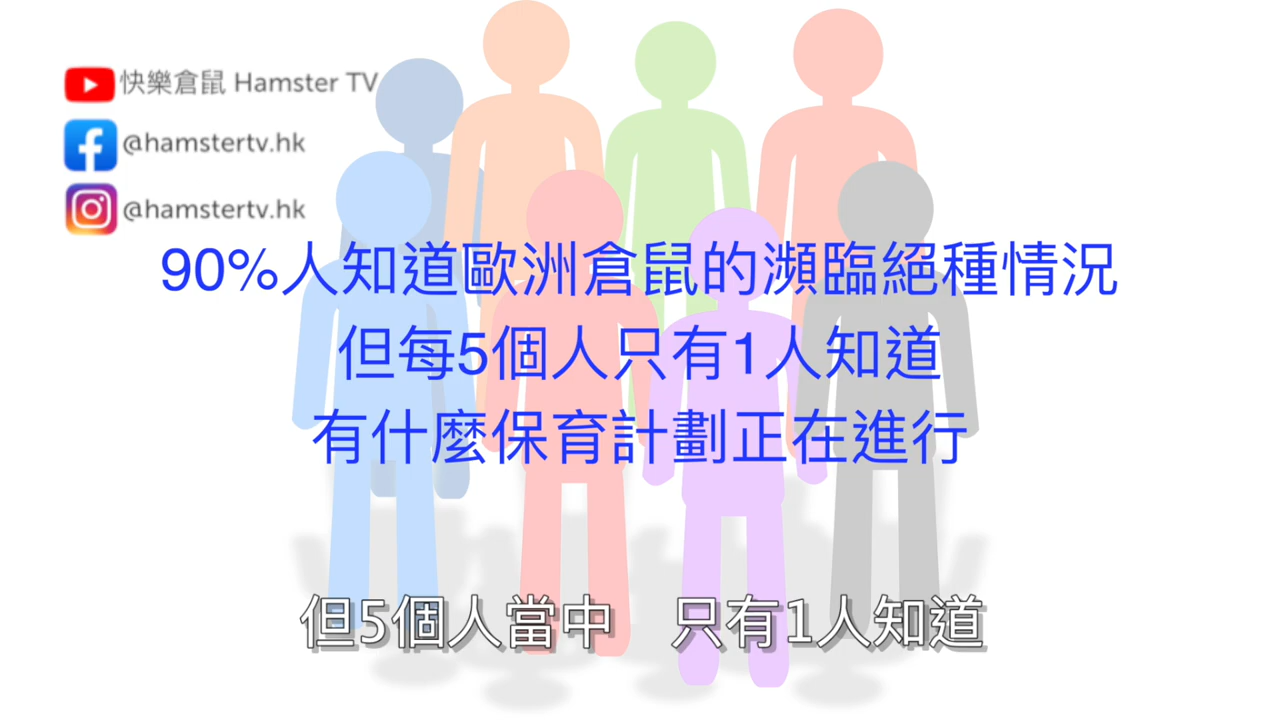 快樂倉鼠 Hamster TV
@hamstertv.hk
@hamstertv.hk
90%人知道歐洲倉鼠的瀕臨絕種情況
但每5個人只有1人知道
有什麼保育計劃正在進行
但5個人當中 只有1人知道